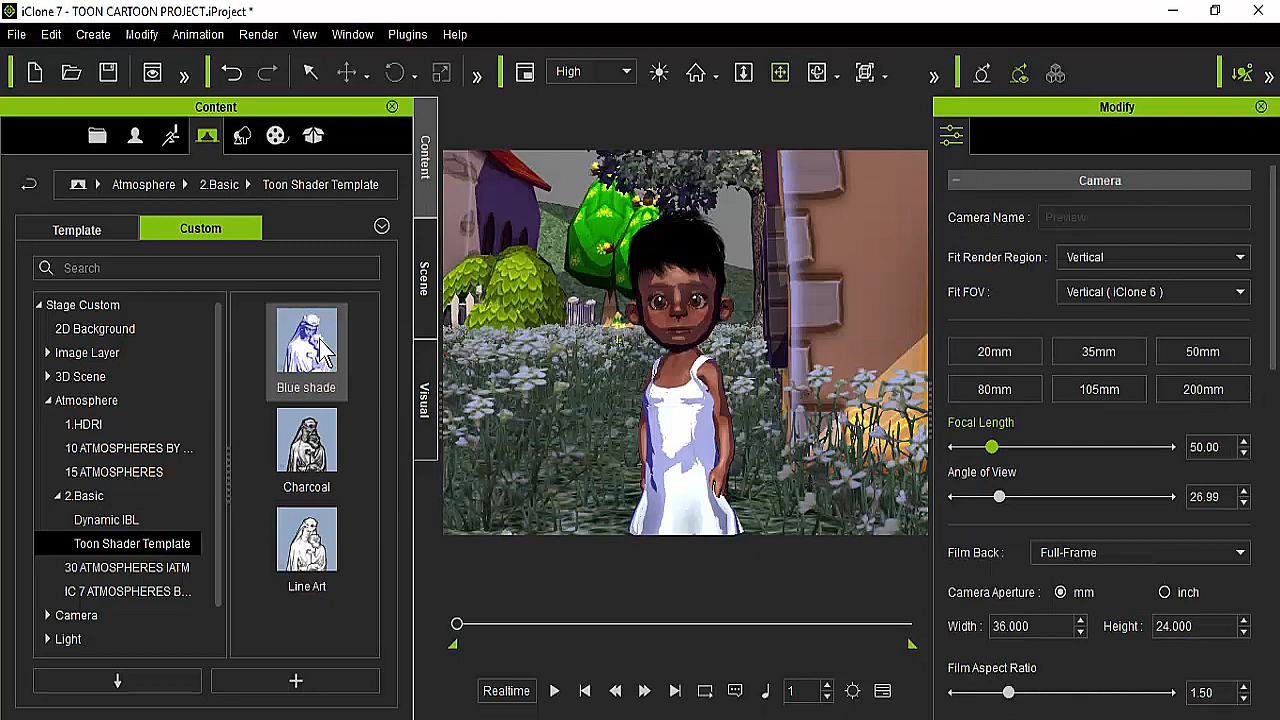 iClone 7 - TOON CARTOON PROJECT.iProject *
File Edit Create Modify Animation Render View Window Plugins Help
High
Content
Modify
Atmosphere 2.Basic Toon Shader Template
Template Custom
Search
Stage Custom
2D Background
Image Layer
3D Scene
Atmosphere
1.HDRI
10 ATMOSPHERES BY ...
15 ATMOSPHERES
2.Basic
Dynamic IBL
Toon Shader Template
30 ATMOSPHERES IATM
IC 7 ATMOSPHERES B...
Camera
Light
Blue shade
Charcoal
Line Art
Content
Scene
Visual
Realtime
1
Camera
Camera Name : Preview
Fit Render Region : Vertical
Fit FOV : Vertical ( iClone 6 )
20mm 35mm 50mm
80mm 105mm 200mm
Focal Length
50.00
Angle of View
26.99
Film Back : Full-Frame
Camera Aperture : mm inch
Width : 36.000 Height : 24.000
Film Aspect Ratio
1.50